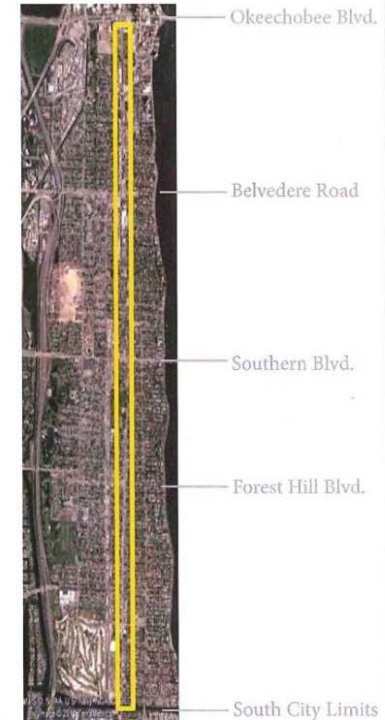 Okeechobee Blvd.
Belvedere Road
Southern Blvd.
Forest Hill Blvd.
South City Limits